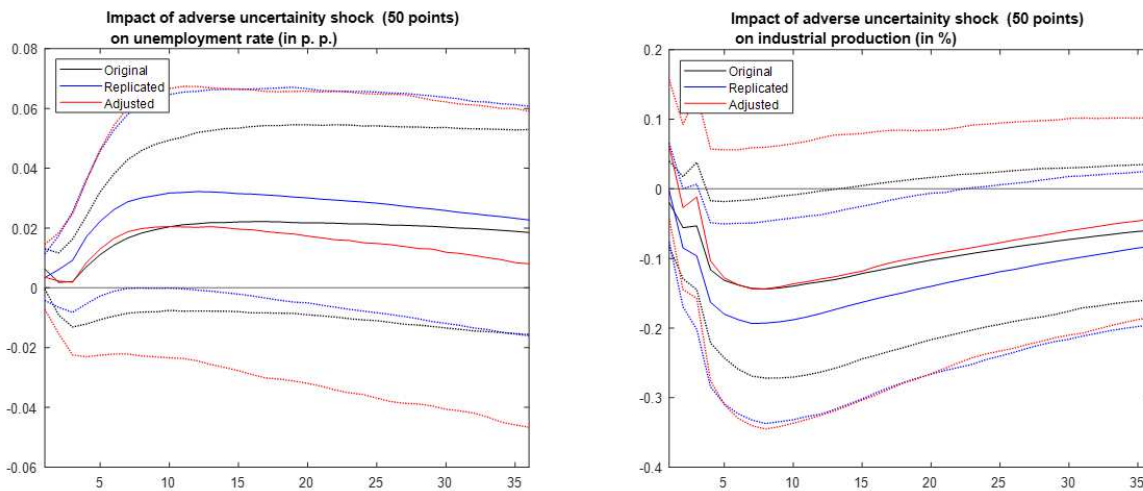 Impact of adverse uncertainity shock (50 points)
on unemployment rate (in p. p.)
0.08
0.06
0.04
0.02
0
-0.02
-0.04
-0.06
Original
Replicated
Adjusted
5
10
15
20
25
30
35
Impact of adverse uncertainity shock (50 points)
on industrial production (in %)
0.2
0.1
0
-0.1
-0.2
-0.3
-0.4
Original
Replicated
Adjusted
5
10
15
20
25
30
35